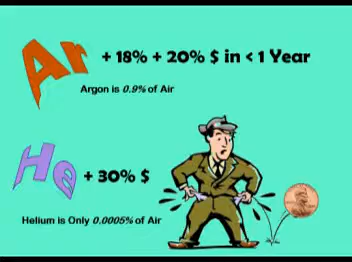 Ar + 18% + 20% $ in < 1 Year
Argon is 0.9% of Air
He + 30% $
Helium is Only 0.0005% of Air